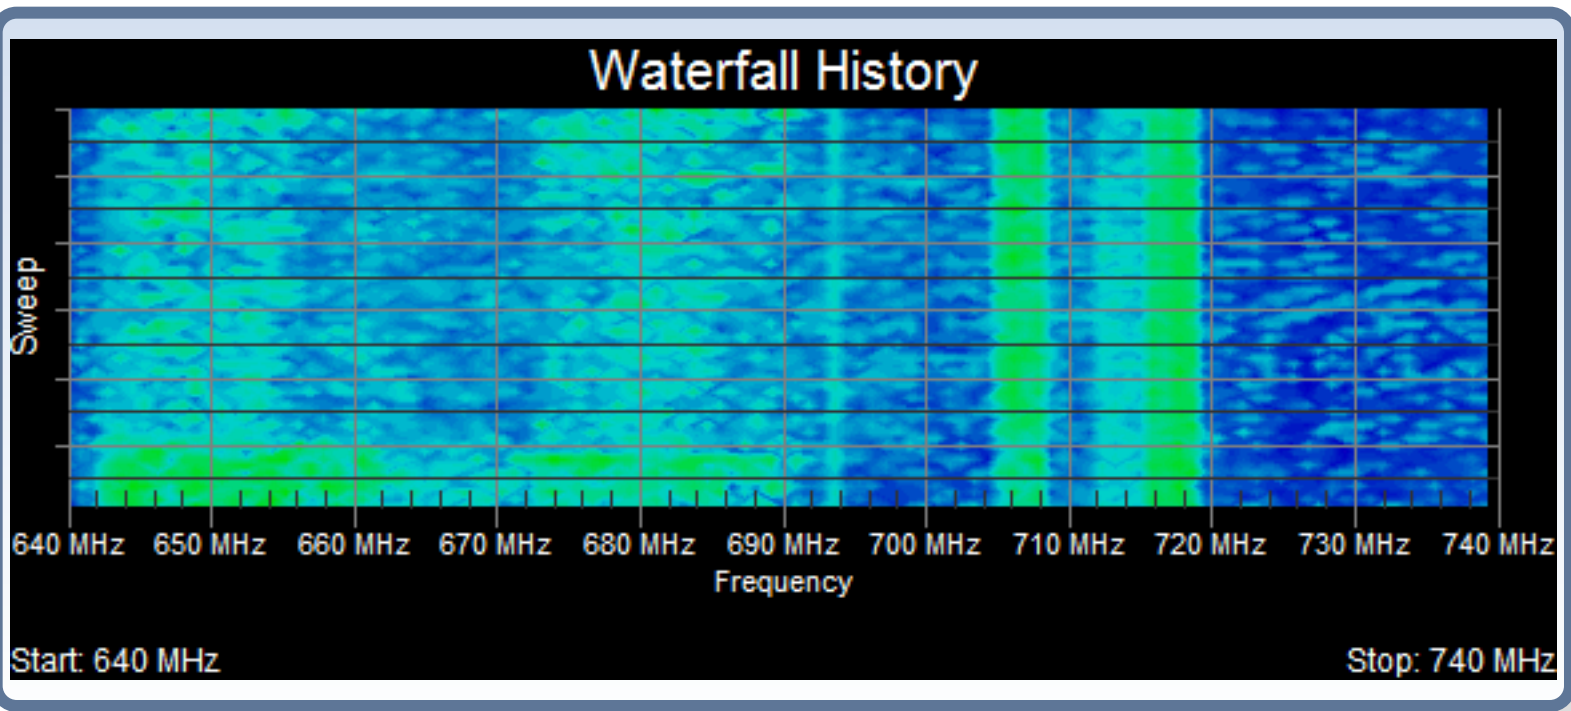 Waterfall History
Sweep
640 MHz 650 MHz 660 MHz 670 MHz 680 MHz 690 MHz 700 MHz 710 MHz 720 MHz 730 MHz 740 MHz
Frequency
Start: 640 MHz Stop: 740 MHz